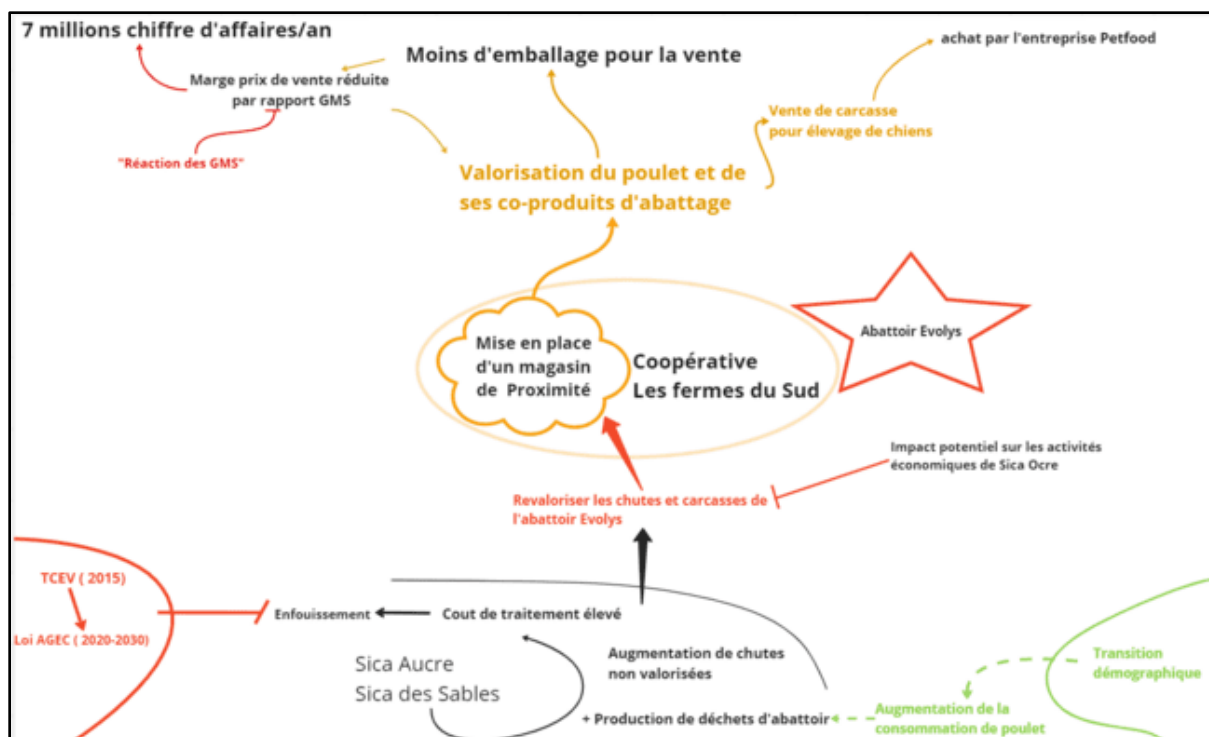 7 millions chiffre d'affaires/an
Moins d'emballage pour la vente
achat par l'entreprise Petfood
Marge prix de vente réduite
par rapport GMS
Vente de carcasse
pour élevage de chiens
"Réaction des GMS"
Valorisation du poulet et de
ses co-produits d'abattage
Abattoir Evolys
Mise en place
d'un magasin
de Proximité
Coopérative
Les fermes du Sud
Impact potentiel sur les activités
économiques de Sica Ocre
Revaloriser les chutes et carcasses de
l'abattoir Evolys
TCEV ( 2015)
Loi AGEC ( 2020-2030)
Enfouissement
Cout de traitement élevé
Sica Aucre
Sica des Sables
Augmentation de chutes
non valorisées
+ Production de déchets d'abattoir
Transition
démographique
Augmentation de la
consommation de poulet